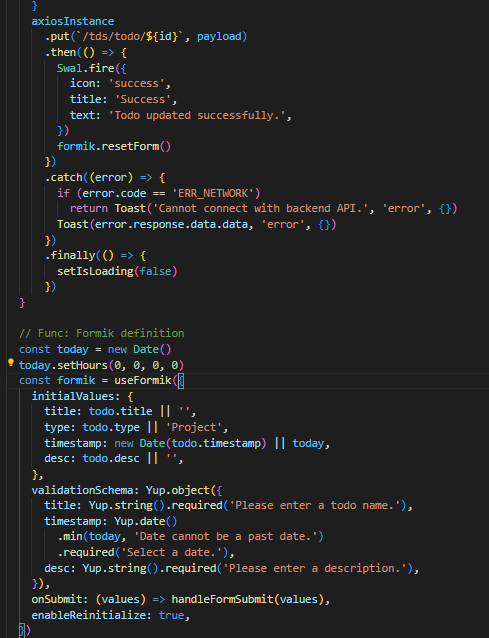 }
axiosInstance
.put(`/tds/todo/${id}`, payload)
.then(() => {
Swal.fire({
icon: 'success',
title: 'Success',
text: 'Todo updated successfully.',
})
formik.resetForm()
})
.catch((error) => {
if (error.code == 'ERR_NETWORK')
return Toast('Cannot connect with backend API.', 'error', {})
Toast(error.response.data.data, 'error', {})
})
.finally(() => {
setIsLoading(false)
})
}
// Func: Formik definition
const today = new Date()
today.setHours(0, 0, 0, 0)
const formik = useFormik({
initialValues: {
title: todo.title || '',
type: todo.type || 'Project',
timestamp: new Date(todo.timestamp) || today,
desc: todo.desc || '',
},
validationSchema: Yup.object({
title: Yup.string().required('Please enter a todo name.'),
timestamp: Yup.date()
.min(today, 'Date cannot be a past date.')
.required('Select a date.'),
desc: Yup.string().required('Please enter a description.'),
}),
onSubmit: (values) => handleFormSubmit(values),
enableReinitialize: true,
})